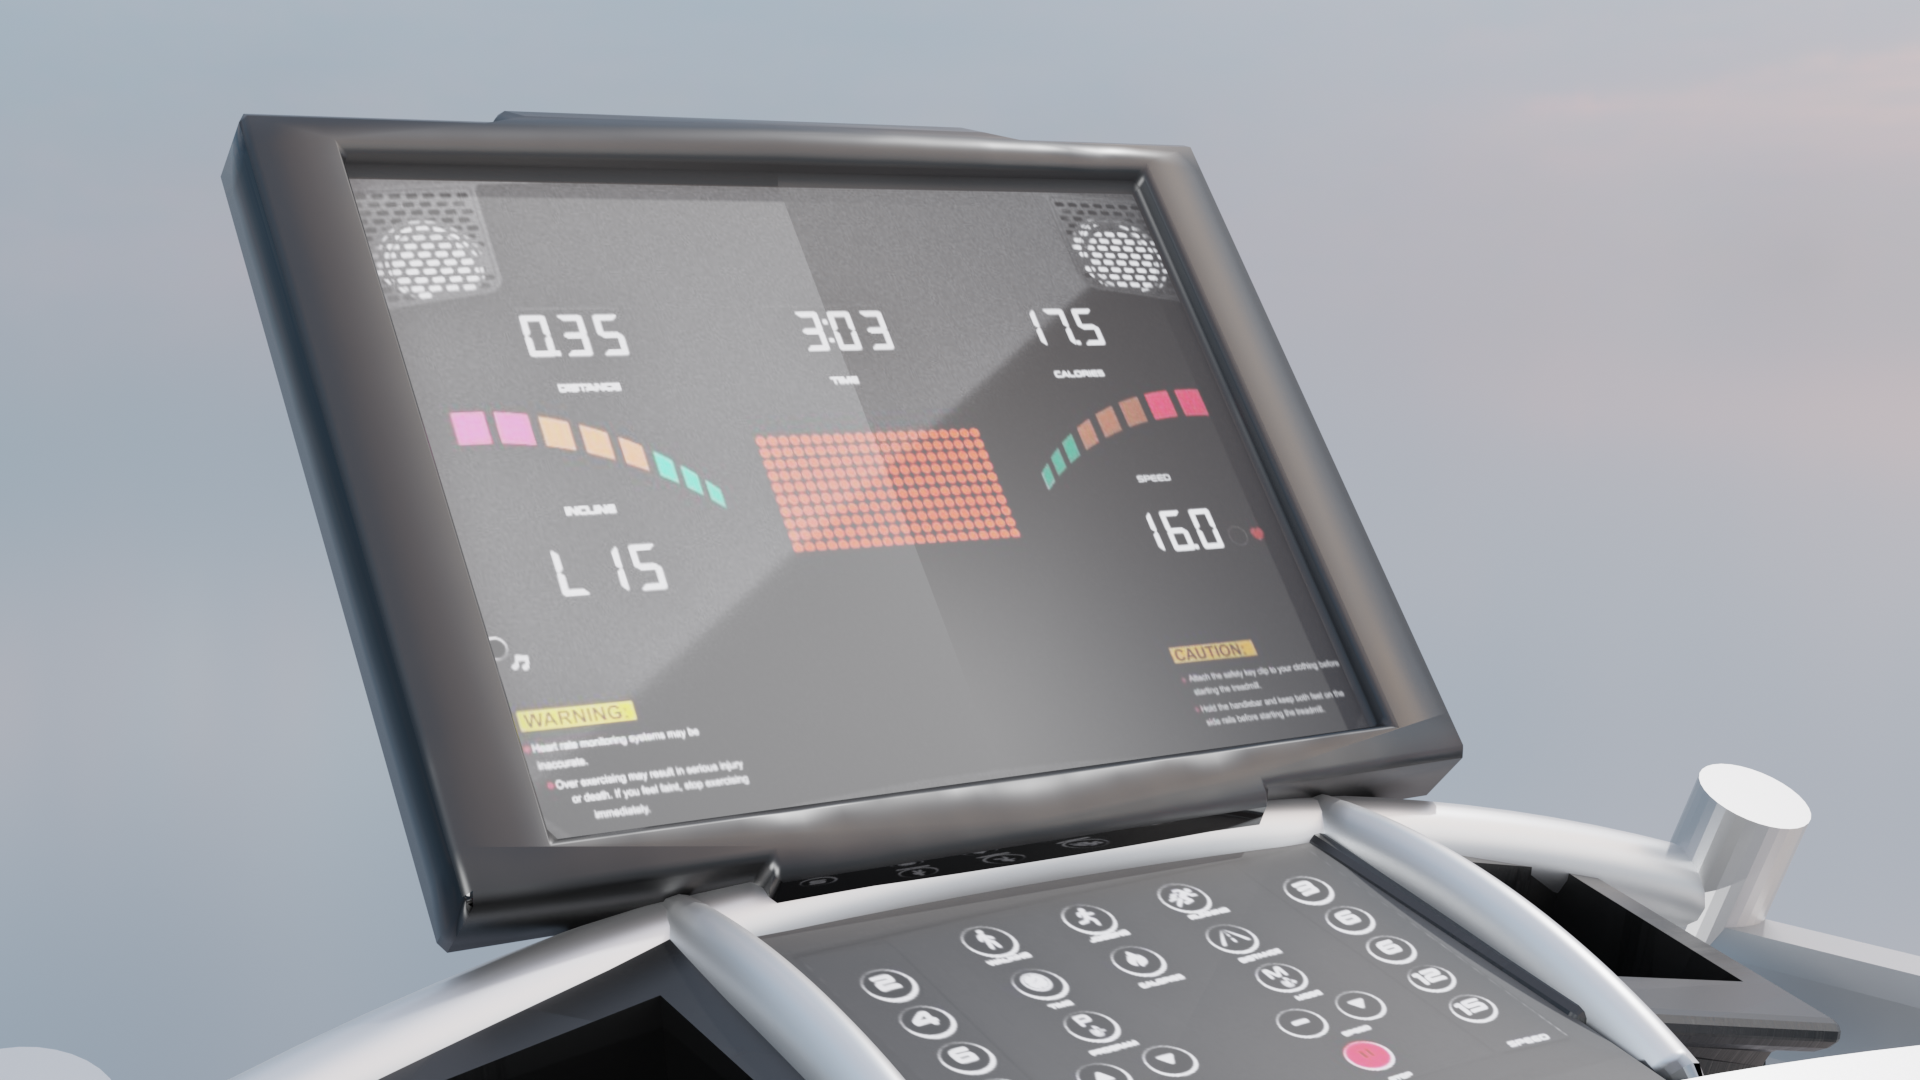 0.35
3:03
17.5
DISTANCE
TIME
CALORIES
INCLINE
SPEED
L 15
16.0
WARNING:
Heart rate monitoring systems may be
inaccurate.
Over exercising may result in serious injury
or death. If you feel faint, stop exercising
immediately.
CAUTION:
Attach the safety key clip to your clothing before
starting the treadmill.
Hold the handlebar and keep both feet on the
side rails before starting the treadmill.
SPEED